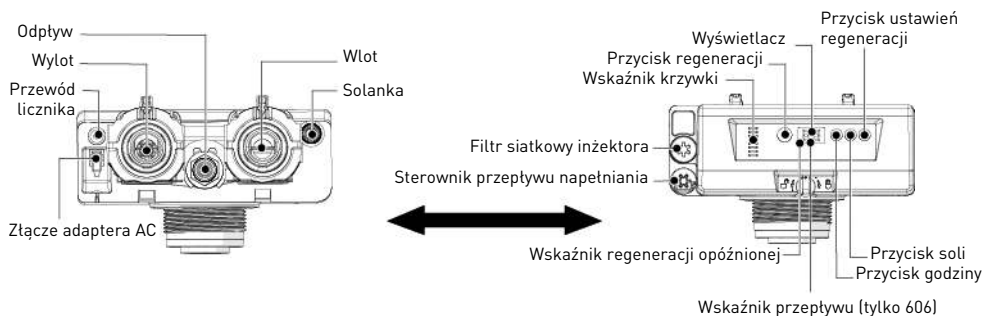 Odpływ
Wylot
Przewód
licznika
Wlot
Solanka
Złącze adaptera AC
Przycisk ustawień
regeneracji
Wyświetlacz
Przycisk regeneracji
Wskaźnik krzywki
Filtr siatkowy inżektora
Sterownik przepływu napełniania
Wskaźnik regeneracji opóźnionej
Przycisk soli
Przycisk godziny
Wskaźnik przepływu (tylko 606)